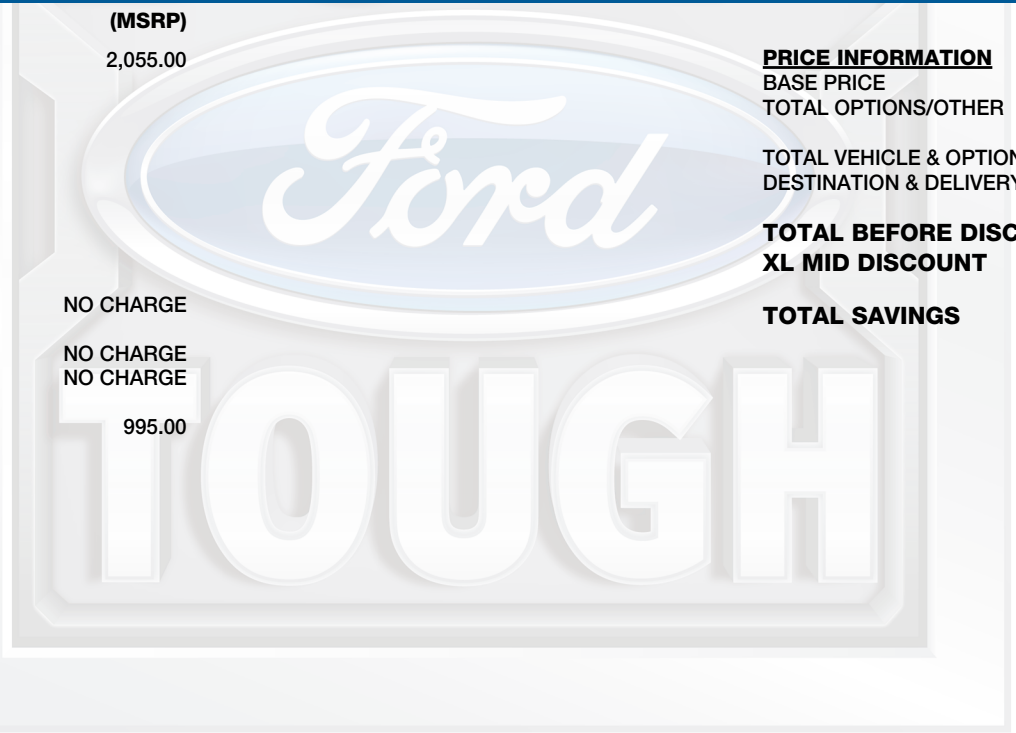 (MSRP)
2,055.00
NO CHARGE
NO CHARGE
NO CHARGE
995.00
PRICE INFORMATION
BASE PRICE
TOTAL OPTIONS/OTHER
TOTAL VEHICLE & OPTION
DESTINATION & DELIVERY
TOTAL BEFORE DISC
XL MID DISCOUNT
TOTAL SAVINGS
Ford
TOUGH